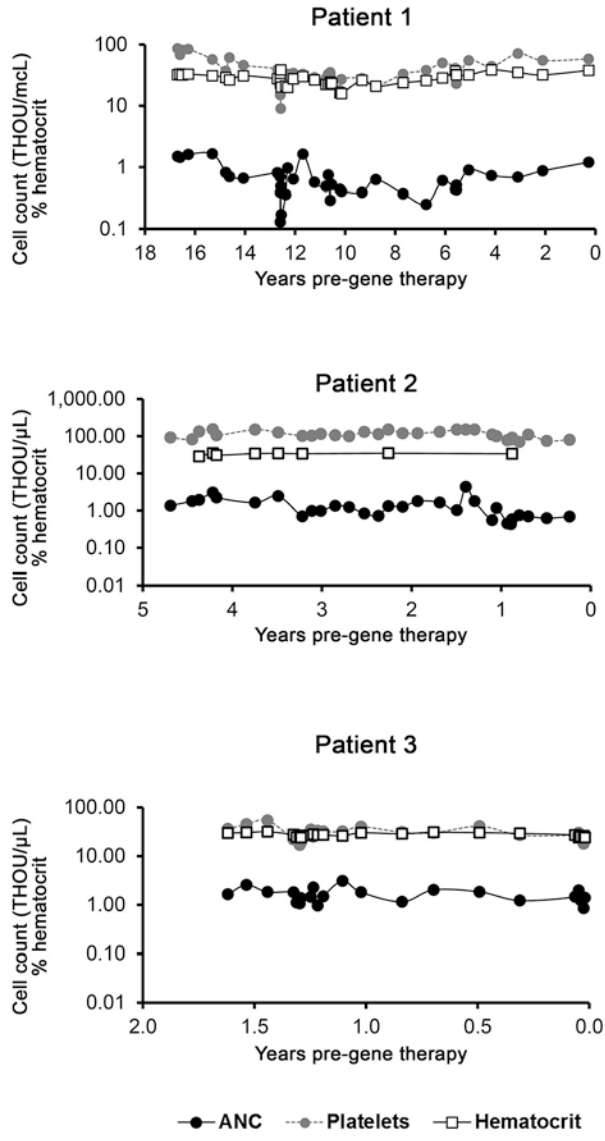 Patient 1
Cell count (THOU/mcL)
% hematocrit
100
10
1
0.1
18 16 14 12 10 8 6 4 2 0
Years pre-gene therapy
Patient 2
Cell count (THOU/µL)
% hematocrit
1,000.00
100.00
10.00
1.00
0.10
0.01
5 4 3 2 1 0
Years pre-gene therapy
Patient 3
Cell count (THOU/µL)
% hematocrit
100.00
10.00
1.00
0.10
0.01
2.0 1.5 1.0 0.5 0.0
Years pre-gene therapy
ANC Platelets Hematocrit